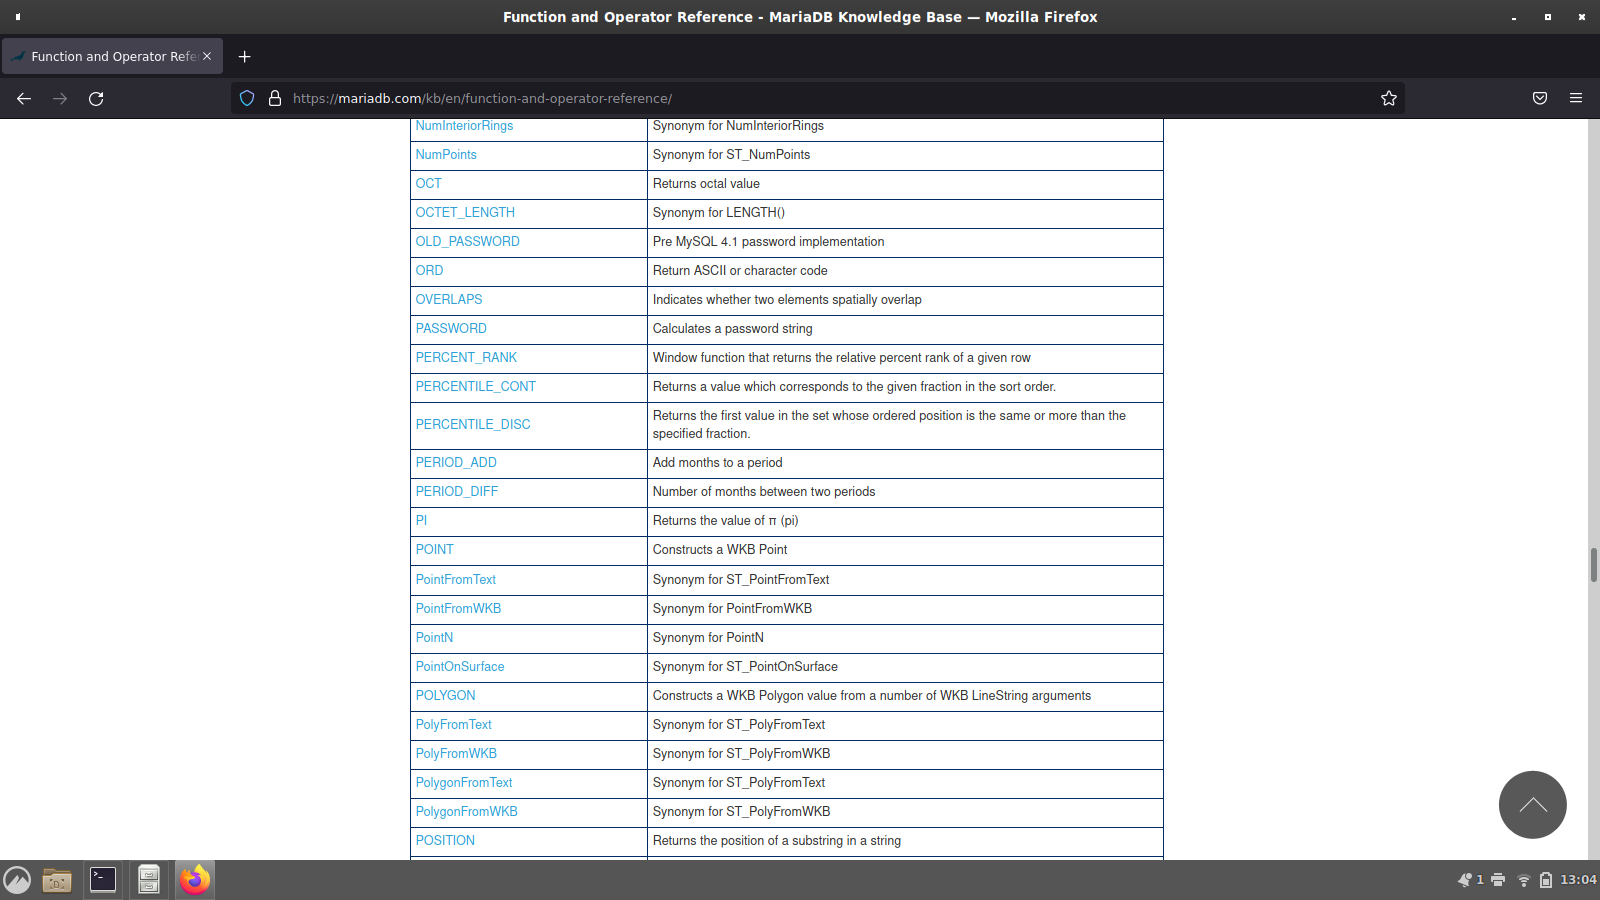 Function and Operator Reference - MariaDB Knowledge Base — Mozilla Firefox
Function and Operator Refe
https://mariadb.com/kb/en/function-and-operator-reference/
NumInteriorRings Synonym for NumInteriorRings
NumPoints Synonym for ST_NumPoints
OCT Returns octal value
OCTET_LENGTH Synonym for LENGTH()
OLD_PASSWORD Pre MySQL 4.1 password implementation
ORD Return ASCII or character code
OVERLAPS Indicates whether two elements spatially overlap
PASSWORD Calculates a password string
PERCENT_RANK Window function that returns the relative percent rank of a given row
PERCENTILE_CONT Returns a value which corresponds to the given fraction in the sort order.
PERCENTILE_DISC Returns the first value in the set whose ordered position is the same or more than the
specified fraction.
PERIOD_ADD Add months to a period
PERIOD_DIFF Number of months between two periods
PI Returns the value of π (pi)
POINT Constructs a WKB Point
PointFromText Synonym for ST_PointFromText
PointFromWKB Synonym for PointFromWKB
PointN Synonym for PointN
PointOnSurface Synonym for ST_PointOnSurface
POLYGON Constructs a WKB Polygon value from a number of WKB LineString arguments
PolyFromText Synonym for ST_PolyFromText
PolyFromWKB Synonym for ST_PolyFromWKB
PolygonFromText Synonym for ST_PolyFromText
PolygonFromWKB Synonym for ST_PolyFromWKB
POSITION Returns the position of a substring in a string
1 13:04